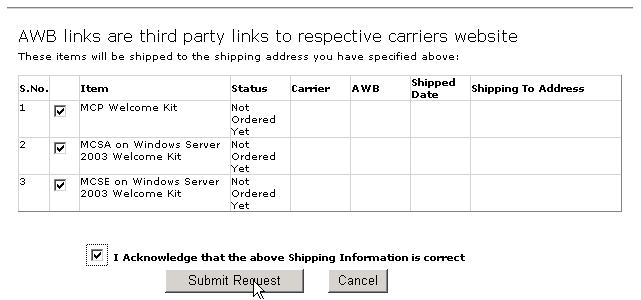 AWB links are third party links to respective carriers website
These items will be shipped to the shipping address you have specified above:
S.No. Item Status Carrier AWB Shipped Date Shipping To Address
1 MCP Welcome Kit Not Ordered Yet
2 MCSA on Windows Server 2003 Welcome Kit Not Ordered Yet
3 MCSE on Windows Server 2003 Welcome Kit Not Ordered Yet
I Acknowledge that the above Shipping Information is correct
Submit Request Cancel